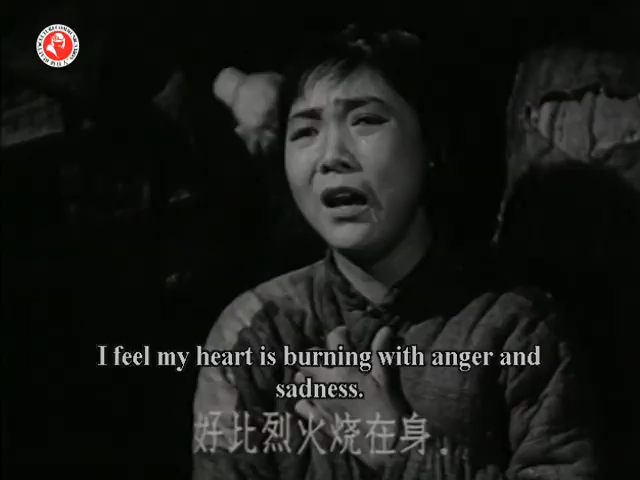 I feel my heart is burning with anger and
sadness.
好比烈火烧在身.